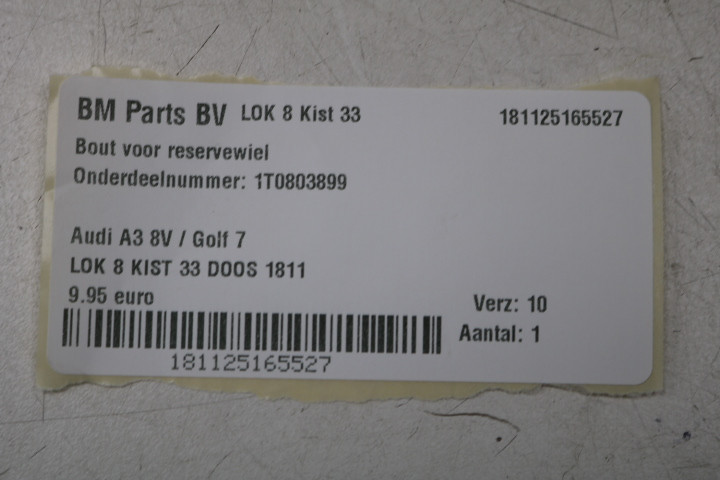 BM Parts BV LOK 8 Kist 33 181125165527
Bout voor reservewiel
Onderdeelnummer: 1T0803899
Audi A3 8V / Golf 7
LOK 8 KIST 33 DOOS 1811
9.95 euro
Verz: 10
Aantal: 1
181125165527